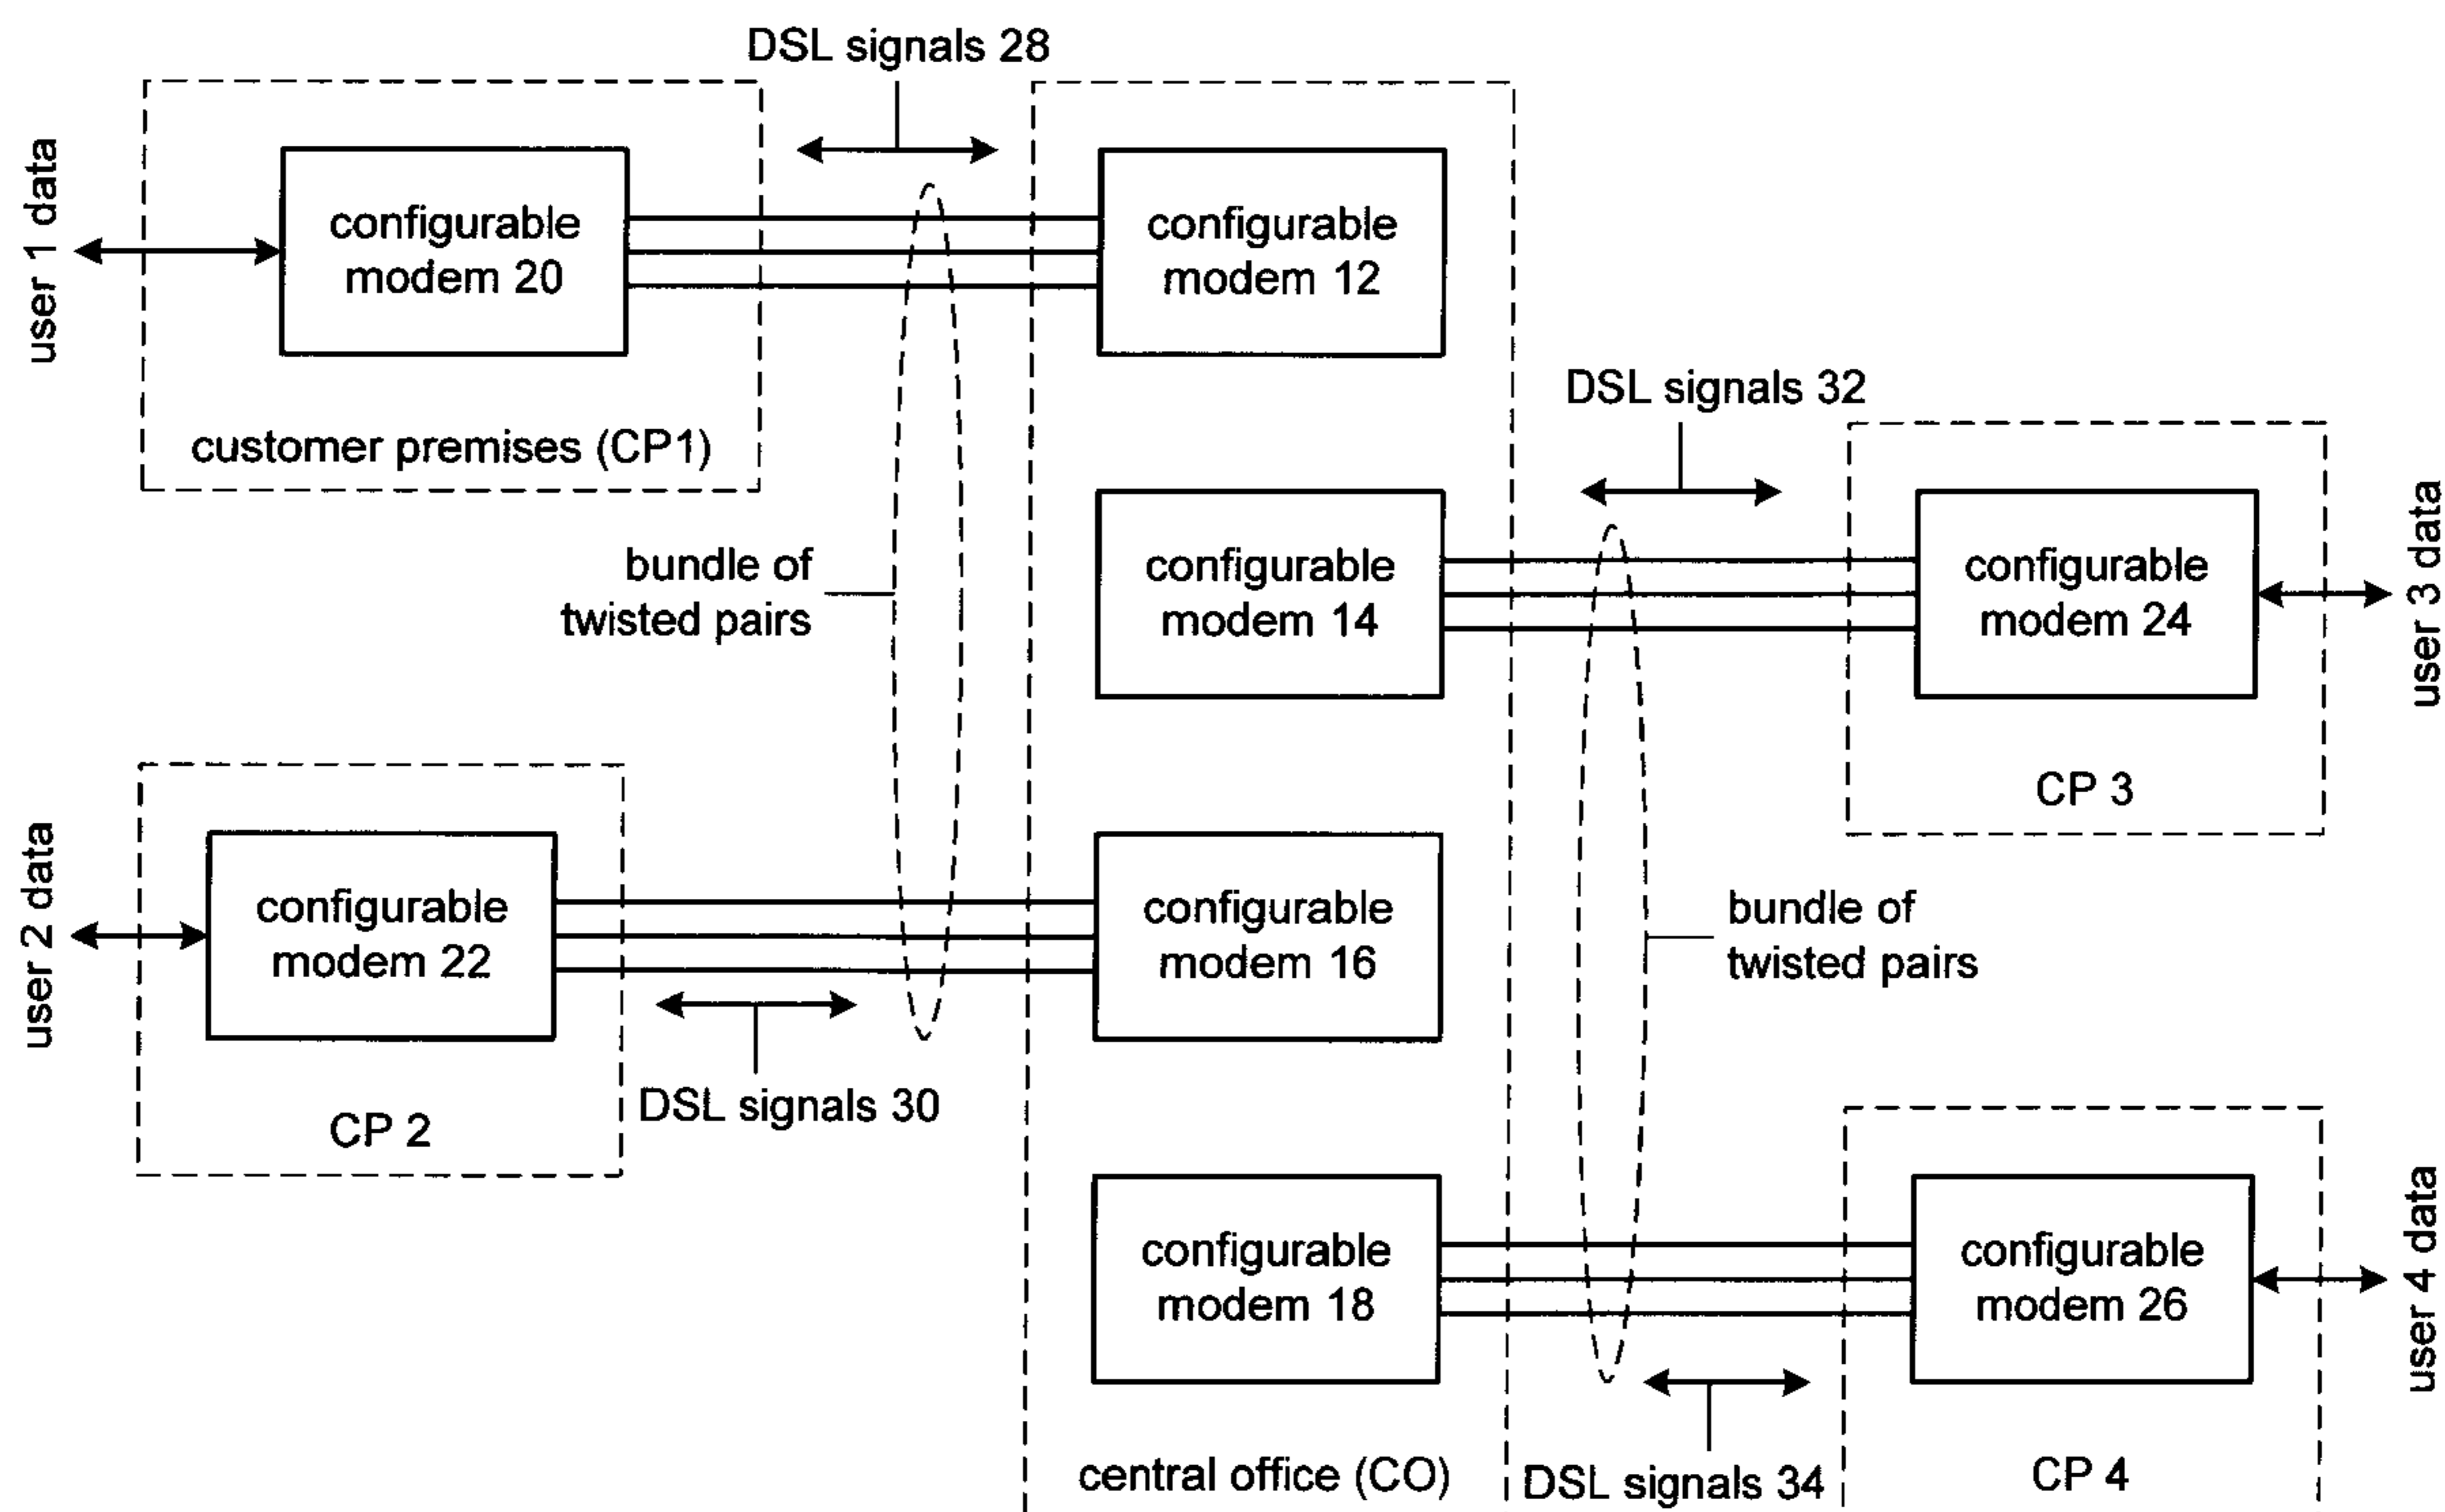 DSL signals 28
user 1 data
configurable
modem 20
configurable
modem 12
customer premises (CP1)
DSL signals 32
bundle of
twisted pairs
configurable
modem 14
configurable
modem 24
user 3 data
CP 3
user 2 data
configurable
modem 22
configurable
modem 16
bundle of
twisted pairs
CP 2
DSL signals 30
configurable
modem 18
configurable
modem 26
user 4 data
central office (CO)
DSL signals 34
CP 4